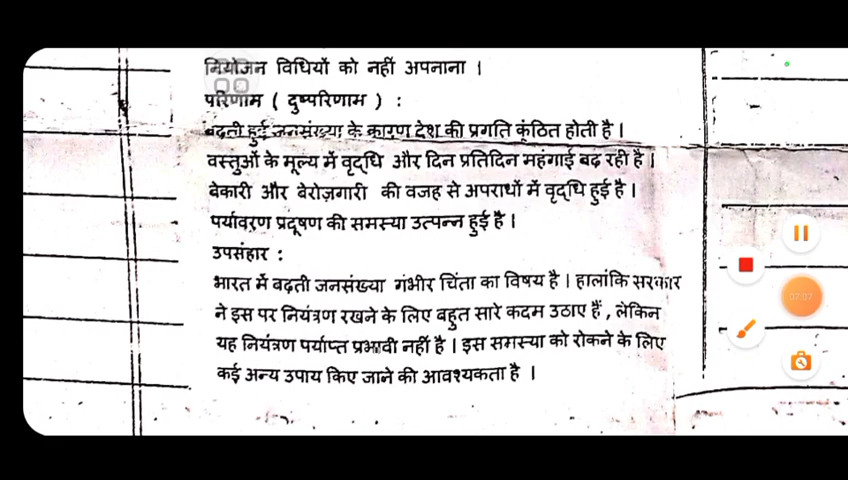 नियोजन विधियों को नहीं अपनाना ।
परिणाम ( दुष्परिणाम ) :
बढ़ती हुई जनसंख्या के कारण देश की प्रगति कुंठित होती है ।
वस्तुओं के मूल्य में वृद्धि और दिन प्रतिदिन महंगाई बढ़ रही है ।
बेकारी और बेरोज़गारी की वजह से अपराधों में वृद्धि हुई है ।
पर्यावरण प्रदूषण की समस्या उत्पन्न हुई है ।
उपसंहार :
भारत में बढ़ती जनसंख्या गंभीर चिंता का विषय है । हालांकि सरकार
ने इस पर नियंत्रण रखने के लिए बहुत सारे कदम उठाए हैं , लेकिन
यह नियंत्रण पर्याप्त प्रभावी नहीं है । इस समस्या को रोकने के लिए
कई अन्य उपाय किए जाने की आवश्यकता है ।
07:07